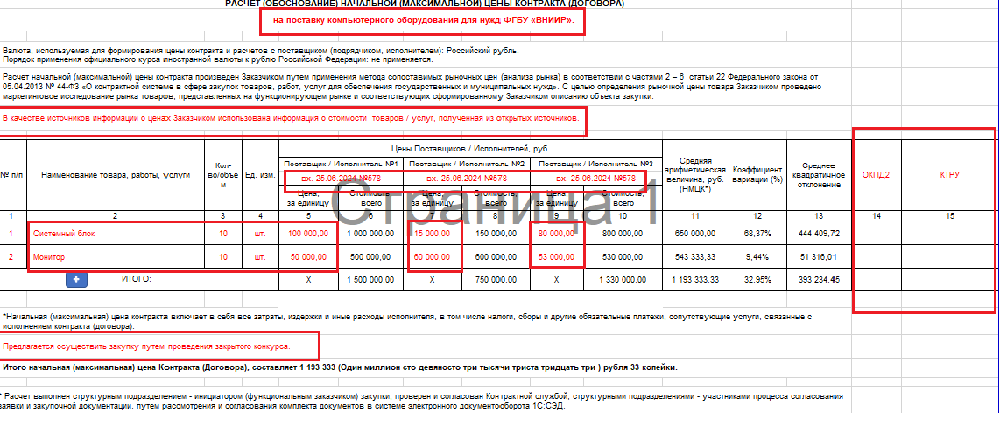 РАСЧЕТ (ОБОСНОВАНИЕ) НАЧАЛЬНОЙ (МАКСИМАЛЬНОЙ) ЦЕНЫ КОНТРАКТА (ДОГОВОРА)
на поставку компьютерного оборудования для нужд ФГБУ «ВНИИР».
Валюта, используемая для формирования цены контракта и расчетов с поставщиком (подрядчиком, исполнителем): Российский рубль.
Порядок применения официального курса иностранной валюты к рублю Российской Федерации: не применяется.
Расчет начальной (максимальной) цены контракта произведен Заказчиком путем применения метода сопоставимых рыночных цен (анализа рынка) в соответствии с частями 2 – 6 статьи 22 Федерального закона от
05.04.2013 № 44-ФЗ «О контрактной системе в сфере закупок товаров, работ, услуг для обеспечения государственных и муниципальных нужд». С целью определения рыночной цены товара Заказчиком проведено
маркетинговое исследование рынка товаров, представленных на функционирующем рынке и соответствующих сформированному Заказчиком описанию объекта закупки.
В качестве источников информации о ценах Заказчиком использована информация о стоимости товаров / услуг, полученная из открытых источников.
Цены Поставщиков / Исполнителей, руб.
№ п/п Наименование товара, работы, услуги Кол-во/объем Ед. изм. Поставщик / Исполнитель №1 Поставщик / Исполнитель №2 Поставщик / Исполнитель №3 Средняя арифметическая величина, руб. (НМЦК*) Коэффициент вариации (%) Среднее квадратичное отклонение ОКПД2 КТРУ
вх. 25.06.2024 №578 вх. 25.06.2024 №578 вх. 25.06.2024 №578
Цена, за единицу Стоимость, всего Цена, за единицу Стоимость, всего Цена, за единицу Стоимость, всего
Страница 1
1 2 3 4 5 6 7 8 9 10 11 12 13 14 15
1 Системный блок 10 шт. 100 000,00 1 000 000,00 15 000,00 150 000,00 80 000,00 800 000,00 650 000,00 68,37% 444 409,72
2 Монитор 10 шт. 50 000,00 500 000,00 60 000,00 600 000,00 53 000,00 530 000,00 543 333,33 9,44% 51 316,01
+ ИТОГО: X 1 500 000,00 X 750 000,00 X 1 330 000,00 1 193 333,33 32,95% 393 234,45
*Начальная (максимальная) цена контракта включает в себя все затраты, издержки и иные расходы исполнителя, в том числе налоги, сборы и другие обязательные платежи, сопутствующие услуги, связанные с
исполнением контракта (договора).
Предлагается осуществить закупку путем проведения закрытого конкурса.
Итого начальная (максимальная) цена Контракта (Договора), составляет 1 193 333 (Один миллион сто девяносто три тысячи триста тридцать три ) рубля 33 копейки.
* Расчет выполнен структурным подразделением - инициатором (функциональным заказчиком) закупки, проверен и согласован Контрактной службой, структурными подразделениями - участниками процесса согласования
заявки и закупочной документации, путем рассмотрения и согласования комплекта документов в системе электронного документооборота 1С:СЭД.